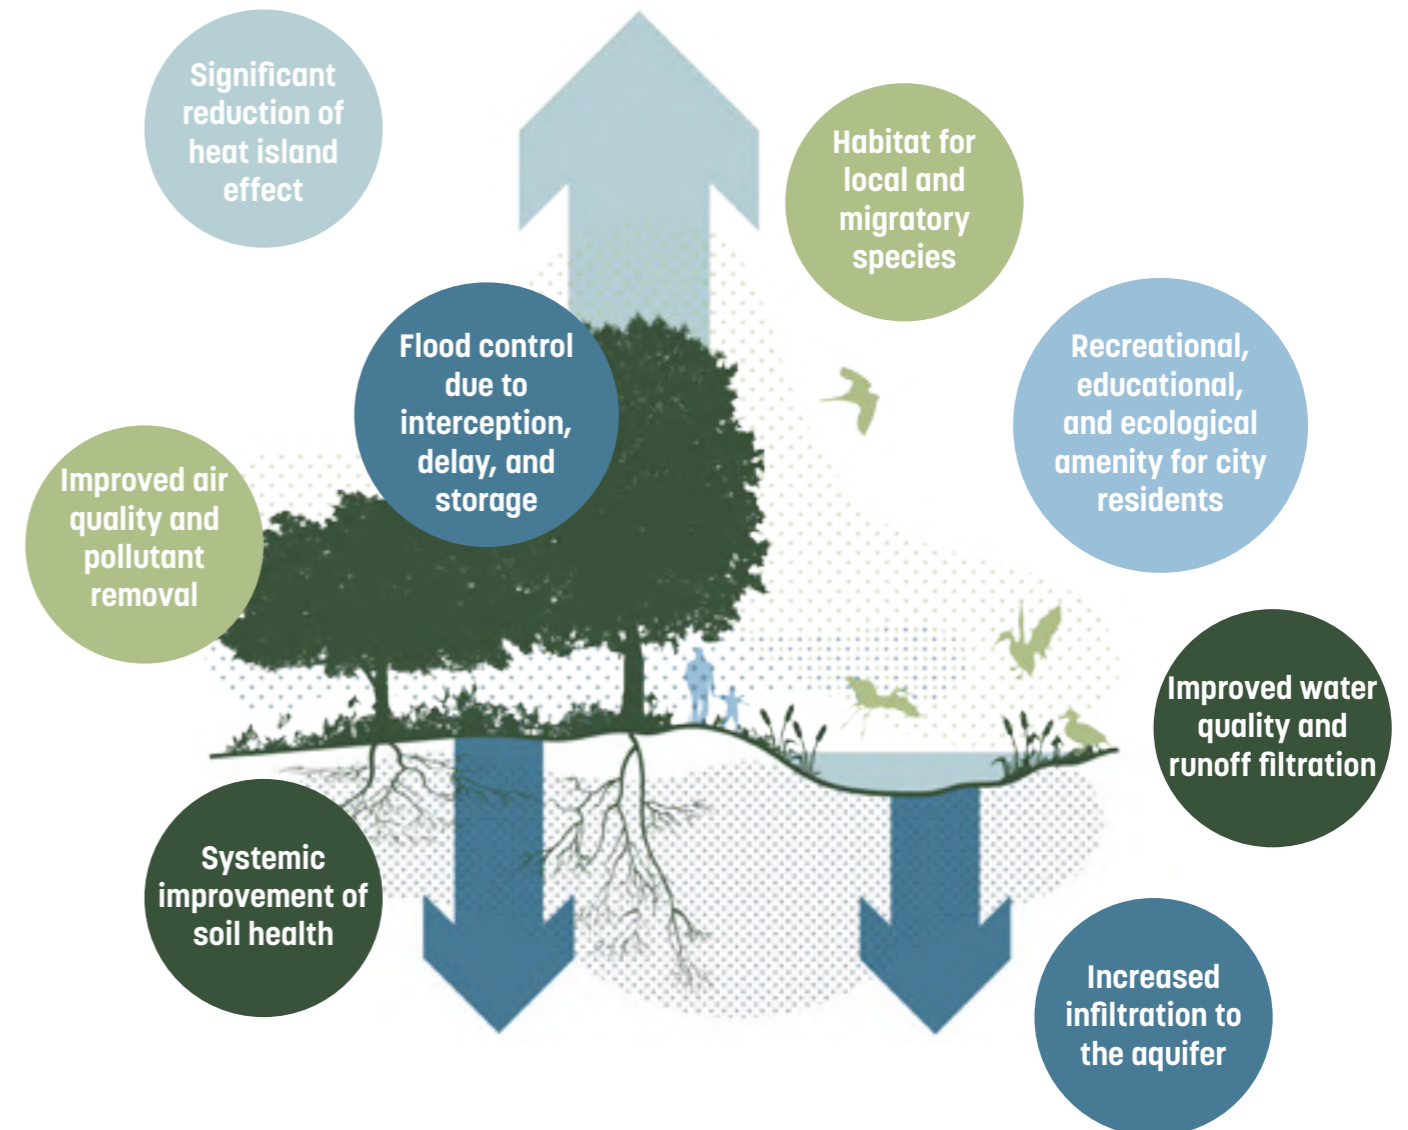 Significant
reduction of
heat island
effect
Habitat for
local and
migratory
species
Flood control
due to
interception,
delay, and
storage
Recreational,
educational,
and ecological
amenity for city
residents
Improved air
quality and
pollutant
removal
Improved water
quality and
runoff filtration
Systemic
improvement of
soil health
Increased
infiltration to
the aquifer